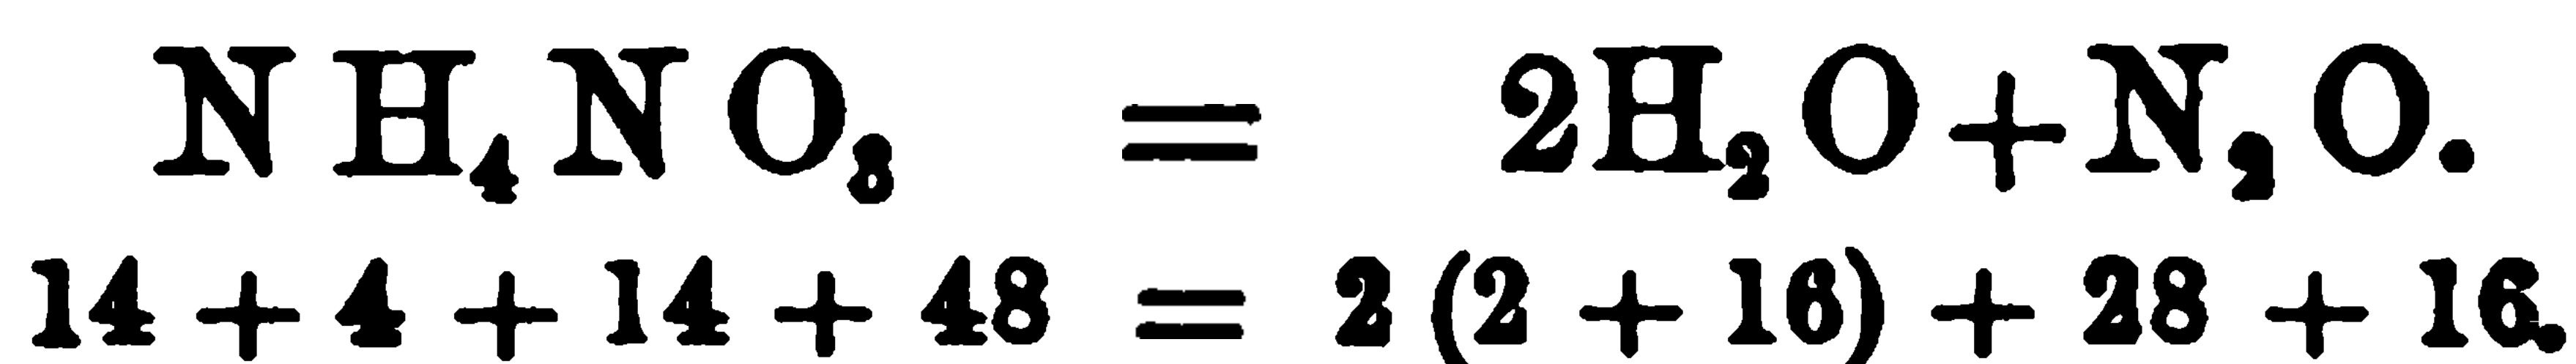 NH₄NO₃ = 2H₂O + N₂O.
14 + 4 + 14 + 48 = 2 (2 + 16) + 28 + 16.